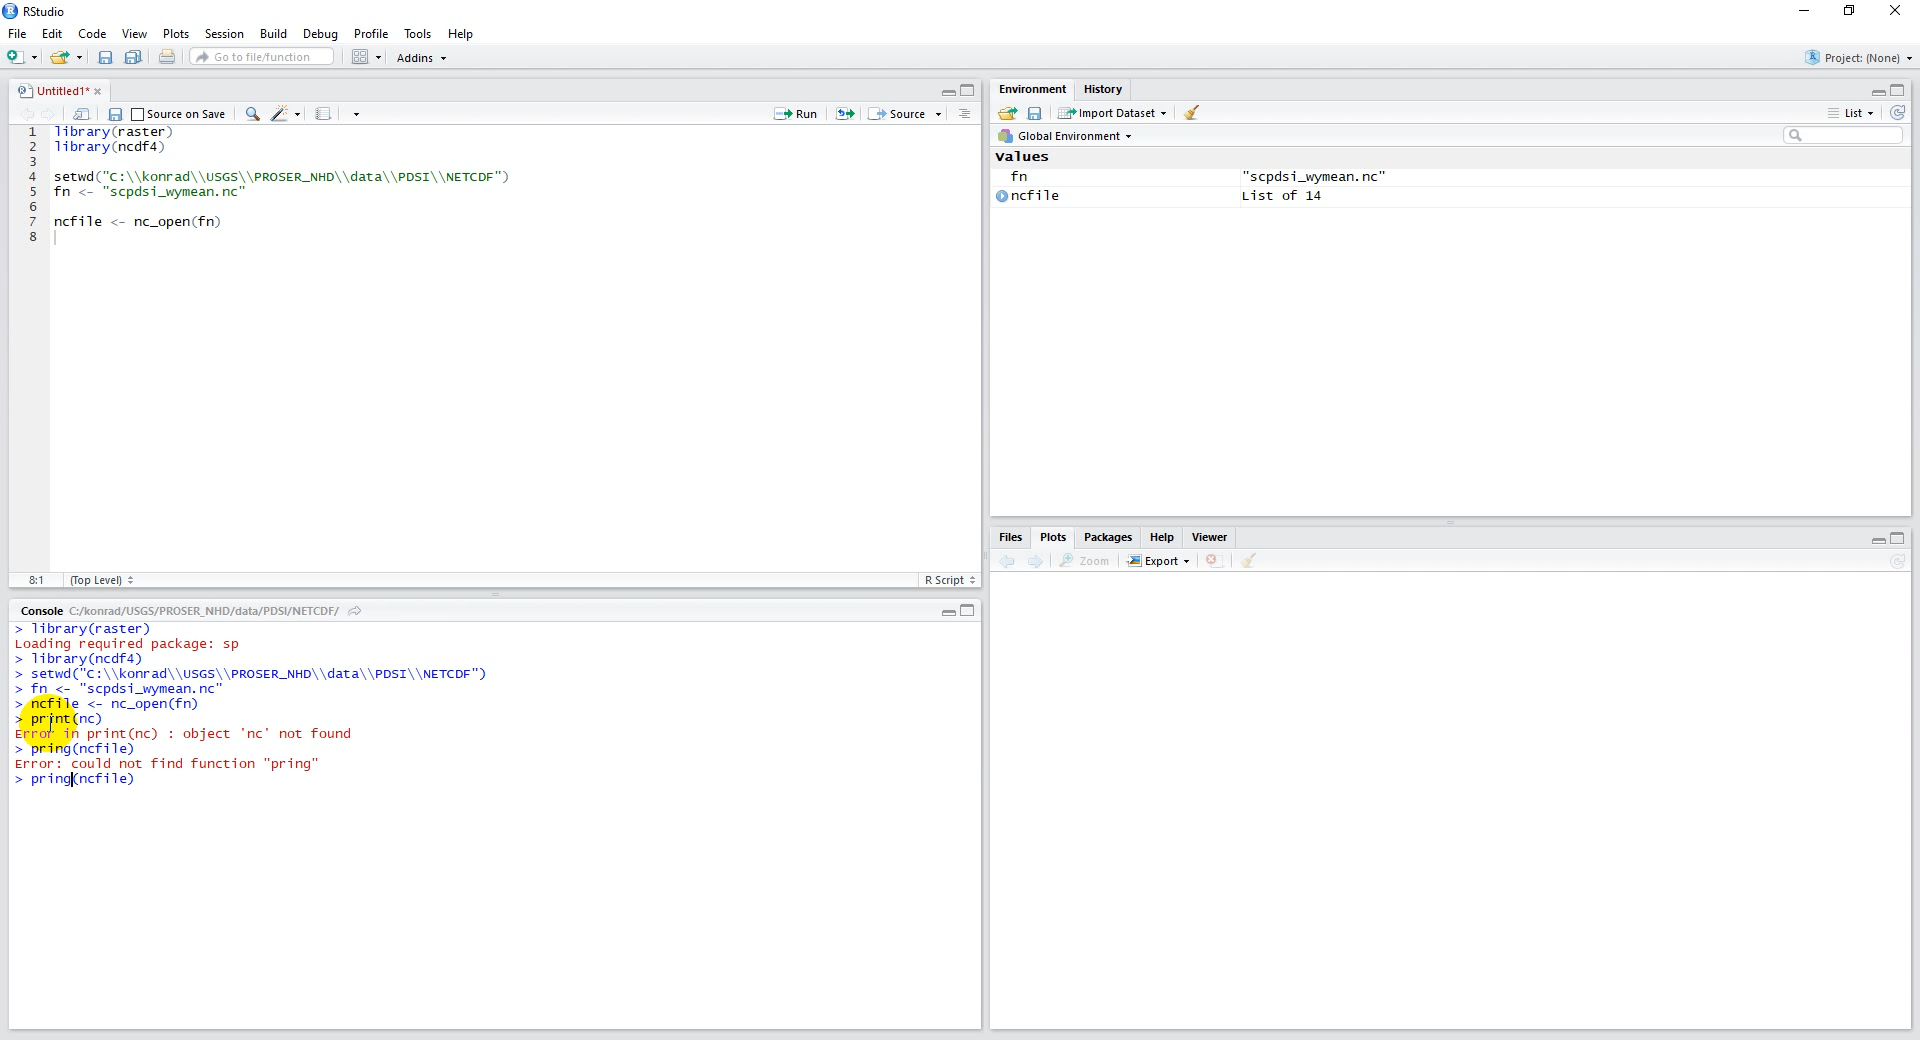 RStudio
File Edit Code View Plots Session Build Debug Profile Tools Help
Go to file/function Addins Project: (None)
Untitled1*
Source on Save Run Source
1 library(raster)
2 library(ncdf4)
3
4 setwd("C:\\konrad\\USGS\\PROSER_NHD\\data\\PDSI\\NETCDF")
5 fn <- "scpdsi_wymean.nc"
6
7 ncfile <- nc_open(fn)
8
8:1 (Top Level) R Script
Console C:/konrad/USGS/PROSER_NHD/data/PDSI/NETCDF/
> library(raster)
Loading required package: sp
> library(ncdf4)
> setwd("C:\\konrad\\USGS\\PROSER_NHD\\data\\PDSI\\NETCDF")
> fn <- "scpdsi_wymean.nc"
> ncfile <- nc_open(fn)
> print(nc)
Error in print(nc) : object 'nc' not found
> pring(ncfile)
Error: could not find function "pring"
> pring(ncfile)
Environment History
Import Dataset List
Global Environment
Values
fn "scpdsi_wymean.nc"
ncfile List of 14
Files Plots Packages Help Viewer
Zoom Export